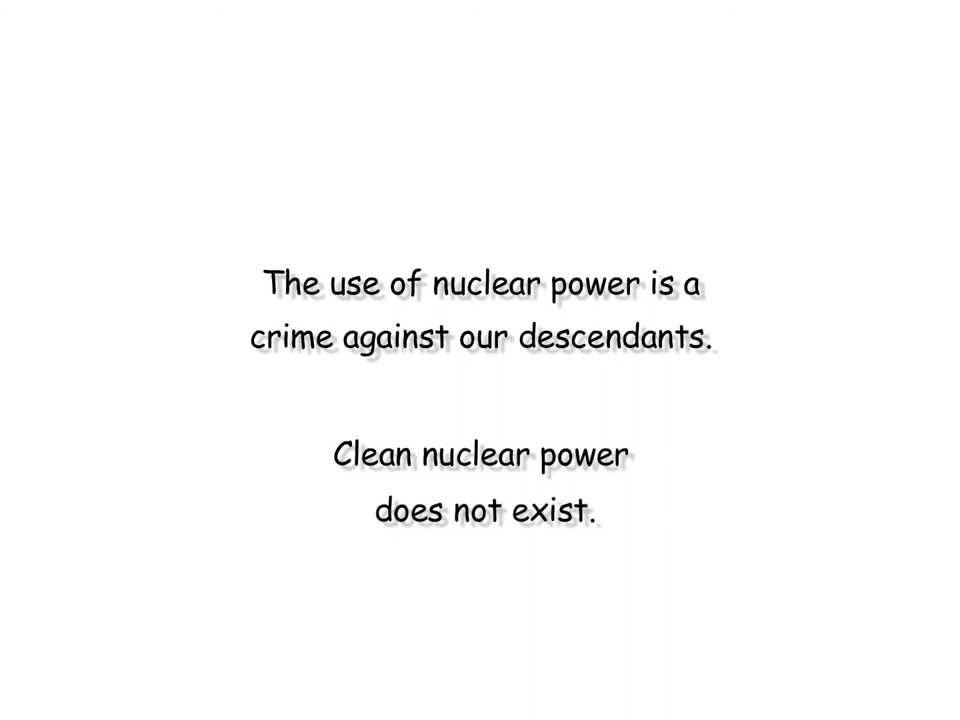 The use of nuclear power is a
crime against our descendants.
Clean nuclear power
does not exist.